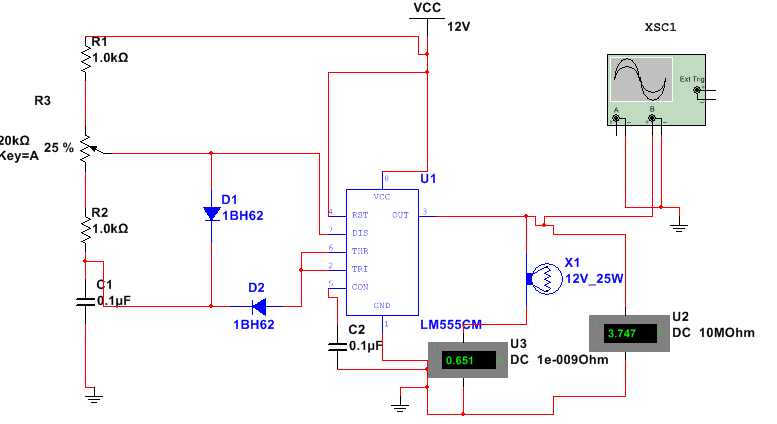 VCC
12V
XSC1
Ext Trig
A
B
R1
1.0kΩ
R3
20kΩ
Key=A
25 %
R2
1.0kΩ
C1
0.1µF
D1
1BH62
D2
1BH62
U1
8
VCC
4
RST
OUT
3
7
DIS
6
THR
2
TRI
5
CON
GND
1
LM555CM
C2
0.1µF
X1
12V_25W
U2
3.747
DC 10MOhm
U3
0.651
DC 1e-009Ohm